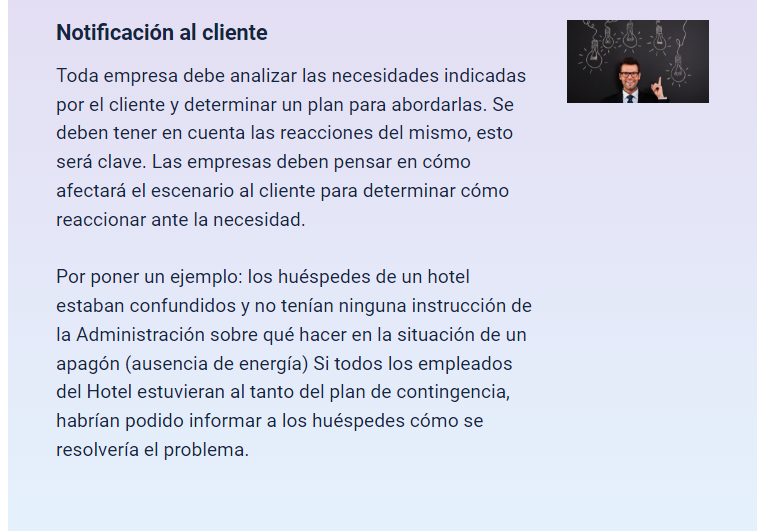 Notificación al cliente
Toda empresa debe analizar las necesidades indicadas
por el cliente y determinar un plan para abordarlas. Se
deben tener en cuenta las reacciones del mismo, esto
será clave. Las empresas deben pensar en cómo
afectará el escenario al cliente para determinar cómo
reaccionar ante la necesidad.
Por poner un ejemplo: los huéspedes de un hotel
estaban confundidos y no tenían ninguna instrucción de
la Administración sobre qué hacer en la situación de un
apagón (ausencia de energía) Si todos los empleados
del Hotel estuvieran al tanto del plan de contingencia,
habrían podido informar a los huéspedes cómo se
resolvería el problema.